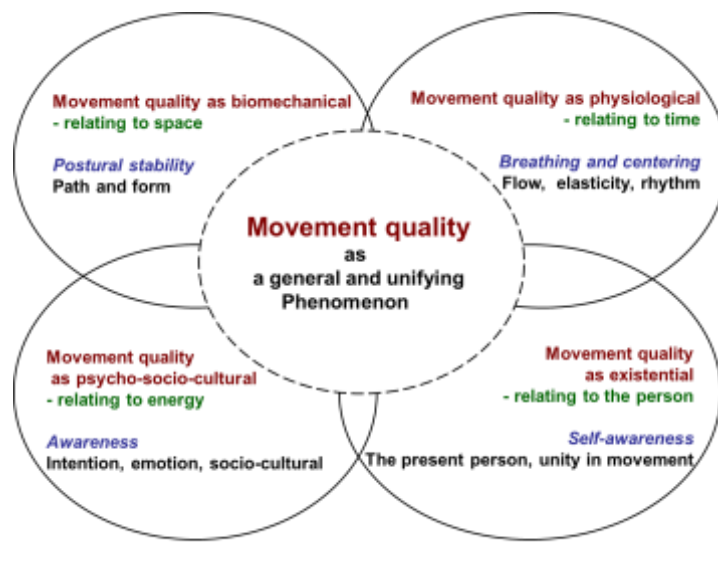 Movement quality as biomechanical
- relating to space
Postural stability
Path and form
Movement quality as physiological
- relating to time
Breathing and centering
Flow, elasticity, rhythm
Movement quality
as
a general and unifying
Phenomenon
Movement quality
as psycho-socio-cultural
- relating to energy
Awareness
Intention, emotion, socio-cultural
Movement quality
as existential
- relating to the person
Self-awareness
The present person, unity in movement